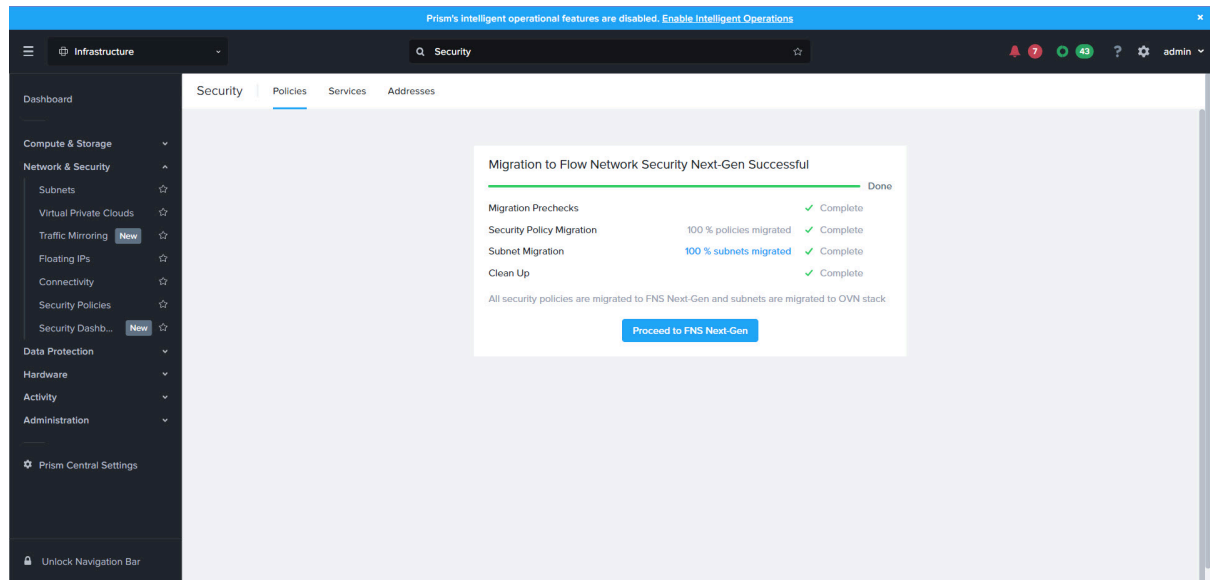 Prism's intelligent operational features are disabled. Enable Intelligent Operations
Infrastructure
Security
7
43
?
admin
Dashboard
Compute & Storage
Network & Security
Subnets
Virtual Private Clouds
Traffic Mirroring New
Floating IPs
Connectivity
Security Policies
Security Dashb... New
Data Protection
Hardware
Activity
Administration
Prism Central Settings
Unlock Navigation Bar
Security Policies Services Addresses
Migration to Flow Network Security Next-Gen Successful
Done
Migration Prechecks Complete
Security Policy Migration 100 % policies migrated Complete
Subnet Migration 100 % subnets migrated Complete
Clean Up Complete
All security policies are migrated to FNS Next-Gen and subnets are migrated to OVN stack
Proceed to FNS Next-Gen